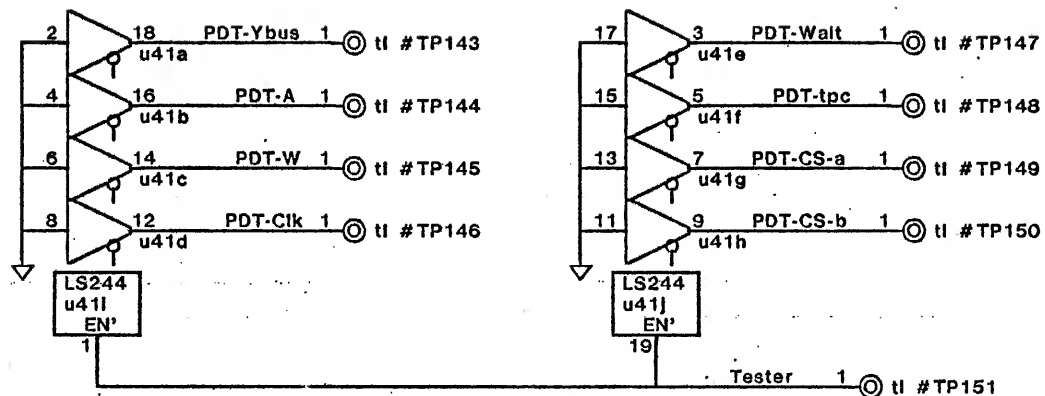 2 18 PDT-Ybus 1 tl #TP143
u41a
4 16 PDT-A 1 tl #TP144
u41b
6 14 PDT-W 1 tl #TP145
u41c
8 12 PDT-Clk 1 tl #TP146
u41d
LS244
u41i
EN'
1
17 3 PDT-Wait 1 tl #TP147
u41e
15 5 PDT-tpc 1 tl #TP148
u41f
13 7 PDT-CS-a 1 tl #TP149
u41g
11 9 PDT-CS-b 1 tl #TP150
u41h
LS244
u41j
EN'
19
Tester 1 tl #TP151